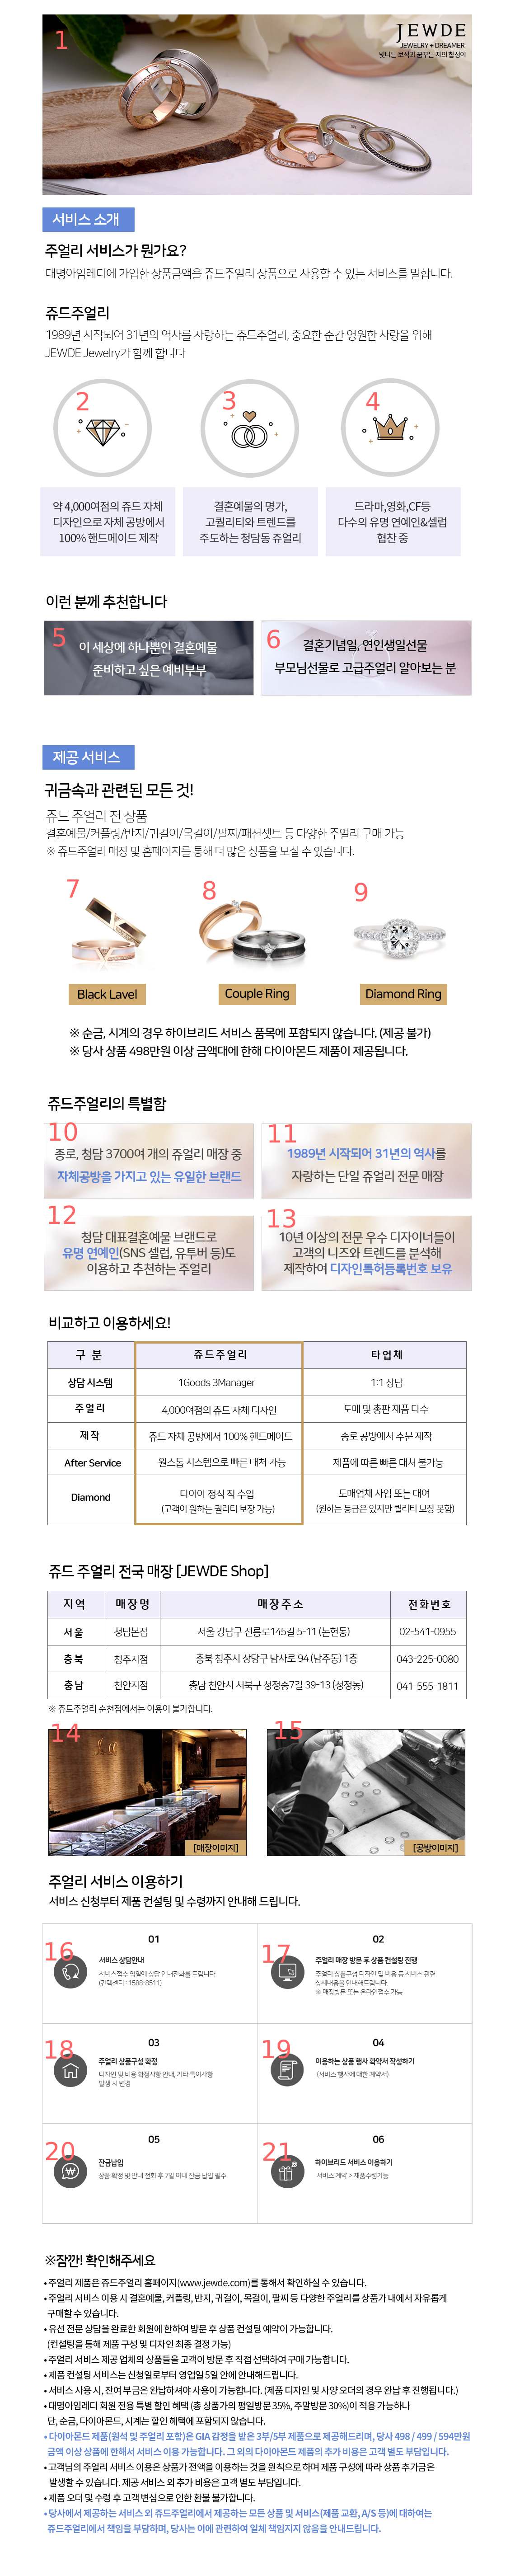 1
JEWDE
JEWELRY + DREAMER
빛나는 보석과 꿈꾸는 자의 합성어
서비스 소개
주얼리 서비스가 뭔가요?
대명아임레디에 가입한 상품금액을 쥬드주얼리 상품으로 사용할 수 있는 서비스를 말합니다.
쥬드주얼리
1989년 시작되어 31년의 역사를 자랑하는 쥬드주얼리, 중요한 순간 영원한 사랑을 위해
JEWDE Jewelry가 함께 합니다
2
3
4
약 4,000여점의 쥬드 자체
디자인으로 자체 공방에서
100% 핸드메이드 제작
결혼예물의 명가,
고퀄리티와 트렌드를
주도하는 청담동 쥬얼리
드라마,영화,CF등
다수의 유명 연예인&셀럽
협찬 중
이런 분께 추천합니다
5
이 세상에 하나뿐인 결혼예물
준비하고 싶은 예비부부
6
결혼기념일, 연인생일선물
부모님선물로 고급주얼리 알아보는 분
제공 서비스
귀금속과 관련된 모든 것!
쥬드 주얼리 전 상품
결혼예물/커플링/반지/귀걸이/목걸이/팔찌/패션셋트 등 다양한 주얼리 구매 가능
※ 쥬드주얼리 매장 및 홈페이지를 통해 더 많은 상품을 보실 수 있습니다.
7
8
9
Black Lavel
Couple Ring
Diamond Ring
※ 순금, 시계의 경우 하이브리드 서비스 품목에 포함되지 않습니다. (제공 불가)
※ 당사 상품 498만원 이상 금액대에 한해 다이아몬드 제품이 제공됩니다.
쥬드주얼리의 특별함
10
종로, 청담 3700여 개의 쥬얼리 매장 중
자체공방을 가지고 있는 유일한 브랜드
11
1989년 시작되어 31년의 역사를
자랑하는 단일 쥬얼리 전문 매장
12
청담 대표결혼예물 브랜드로
유명 연예인(SNS 셀럽, 유투버 등)도
이용하고 추천하는 주얼리
13
10년 이상의 전문 우수 디자이너들이
고객의 니즈와 트렌드를 분석해
제작하여 디자인특허등록번호 보유
비교하고 이용하세요!
구 분 쥬드주얼리 타업체
상담 시스템 1Goods 3Manager 1:1 상담
주얼리 4,000여점의 쥬드 자체 디자인 도매 및 총판 제품 다수
제작 쥬드 자체 공방에서 100% 핸드메이드 종로 공방에서 주문 제작
After Service 원스톱 시스템으로 빠른 대처 가능 제품에 따른 빠른 대처 불가능
Diamond 다이아 정식 직 수입 도매업체 사입 또는 대여
(고객이 원하는 퀄리티 보장 가능) (원하는 등급은 있지만 퀄리티 보장 못함)
쥬드 주얼리 전국 매장 [JEWDE Shop]
지역 매장명 매장주소 전화번호
서울 청담본점 서울 강남구 선릉로145길 5-11 (논현동) 02-541-0955
충북 청주지점 충북 청주시 상당구 남사로 94 (남주동) 1층 043-225-0080
충남 천안지점 충남 천안시 서북구 성정중7길 39-13 (성정동) 041-555-1811
※ 쥬드주얼리 순천점에서는 이용이 불가합니다.
14
[매장이미지]
15
[공방이미지]
주얼리 서비스 이용하기
서비스 신청부터 제품 컨설팅 및 수령까지 안내해 드립니다.
16
01
서비스 상담안내
서비스접수 익일에 상담 안내전화를 드립니다.
(컨택센터 : 1588-8511)
17
02
주얼리 매장 방문 후 상품 컨설팅 진행
주얼리 상품구성 디자인 및 비용 등 서비스 관련
상세내용을 안내해드립니다.
※ 매장방문 또는 온라인접수 가능
18
03
주얼리 상품구성 확정
디자인 및 비용 확정사항 안내, 기타 특이사항
발생 시 변경
19
04
이용하는 상품 행사 확약서 작성하기
(서비스 행사에 대한 계약서)
20
05
잔금납입
상품 확정 및 안내 전화 후 7일 이내 잔금 납입 필수
21
06
하이브리드 서비스 이용하기
서비스 계약 > 제품수령가능
※잠깐! 확인해주세요
• 주얼리 제품은 쥬드주얼리 홈페이지(www.jewde.com)를 통해서 확인하실 수 있습니다.
• 주얼리 서비스 이용 시 결혼예물, 커플링, 반지, 귀걸이, 목걸이, 팔찌 등 다양한 주얼리를 상품가 내에서 자유롭게
구매할 수 있습니다.
• 유선 전문 상담을 완료한 회원에 한하여 방문 후 상품 컨설팅 예약이 가능합니다.
(컨설팅을 통해 제품 구성 및 디자인 최종 결정 가능)
• 주얼리 서비스 제공 업체의 상품들을 고객이 방문 후 직접 선택하여 구매 가능합니다.
• 제품 컨설팅 서비스는 신청일로부터 영업일 5일 안에 안내해드립니다.
• 서비스 사용 시, 잔여 부금은 완납하셔야 사용이 가능합니다. (제품 디자인 및 사양 오더의 경우 완납 후 진행됩니다.)
• 대명아임레디 회원 전용 특별 할인 혜택 (총 상품가의 평일방문 35%, 주말방문 30%)이 적용 가능하나
단, 순금, 다이아몬드, 시계는 할인 혜택에 포함되지 않습니다.
• 다이아몬드 제품(원석 및 주얼리 포함)은 GIA 감정을 받은 3부/5부 제품으로 제공해드리며, 당사 498 / 499 / 594만원
금액 이상 상품에 한해서 서비스 이용 가능합니다. 그 외의 다이아몬드 제품의 추가 비용은 고객 별도 부담입니다.
• 고객님의 주얼리 서비스 이용은 상품가 전액을 이용하는 것을 원칙으로 하며 제품 구성에 따라 상품 추가금은
발생할 수 있습니다. 제공 서비스 외 추가 비용은 고객 별도 부담입니다.
• 제품 오더 및 수령 후 고객 변심으로 인한 환불 불가합니다.
• 당사에서 제공하는 서비스 외 쥬드주얼리에서 제공하는 모든 상품 및 서비스(제품 교환, A/S 등)에 대하여는
쥬드주얼리에서 책임을 부담하며, 당사는 이에 관련하여 일체 책임지지 않음을 안내드립니다.